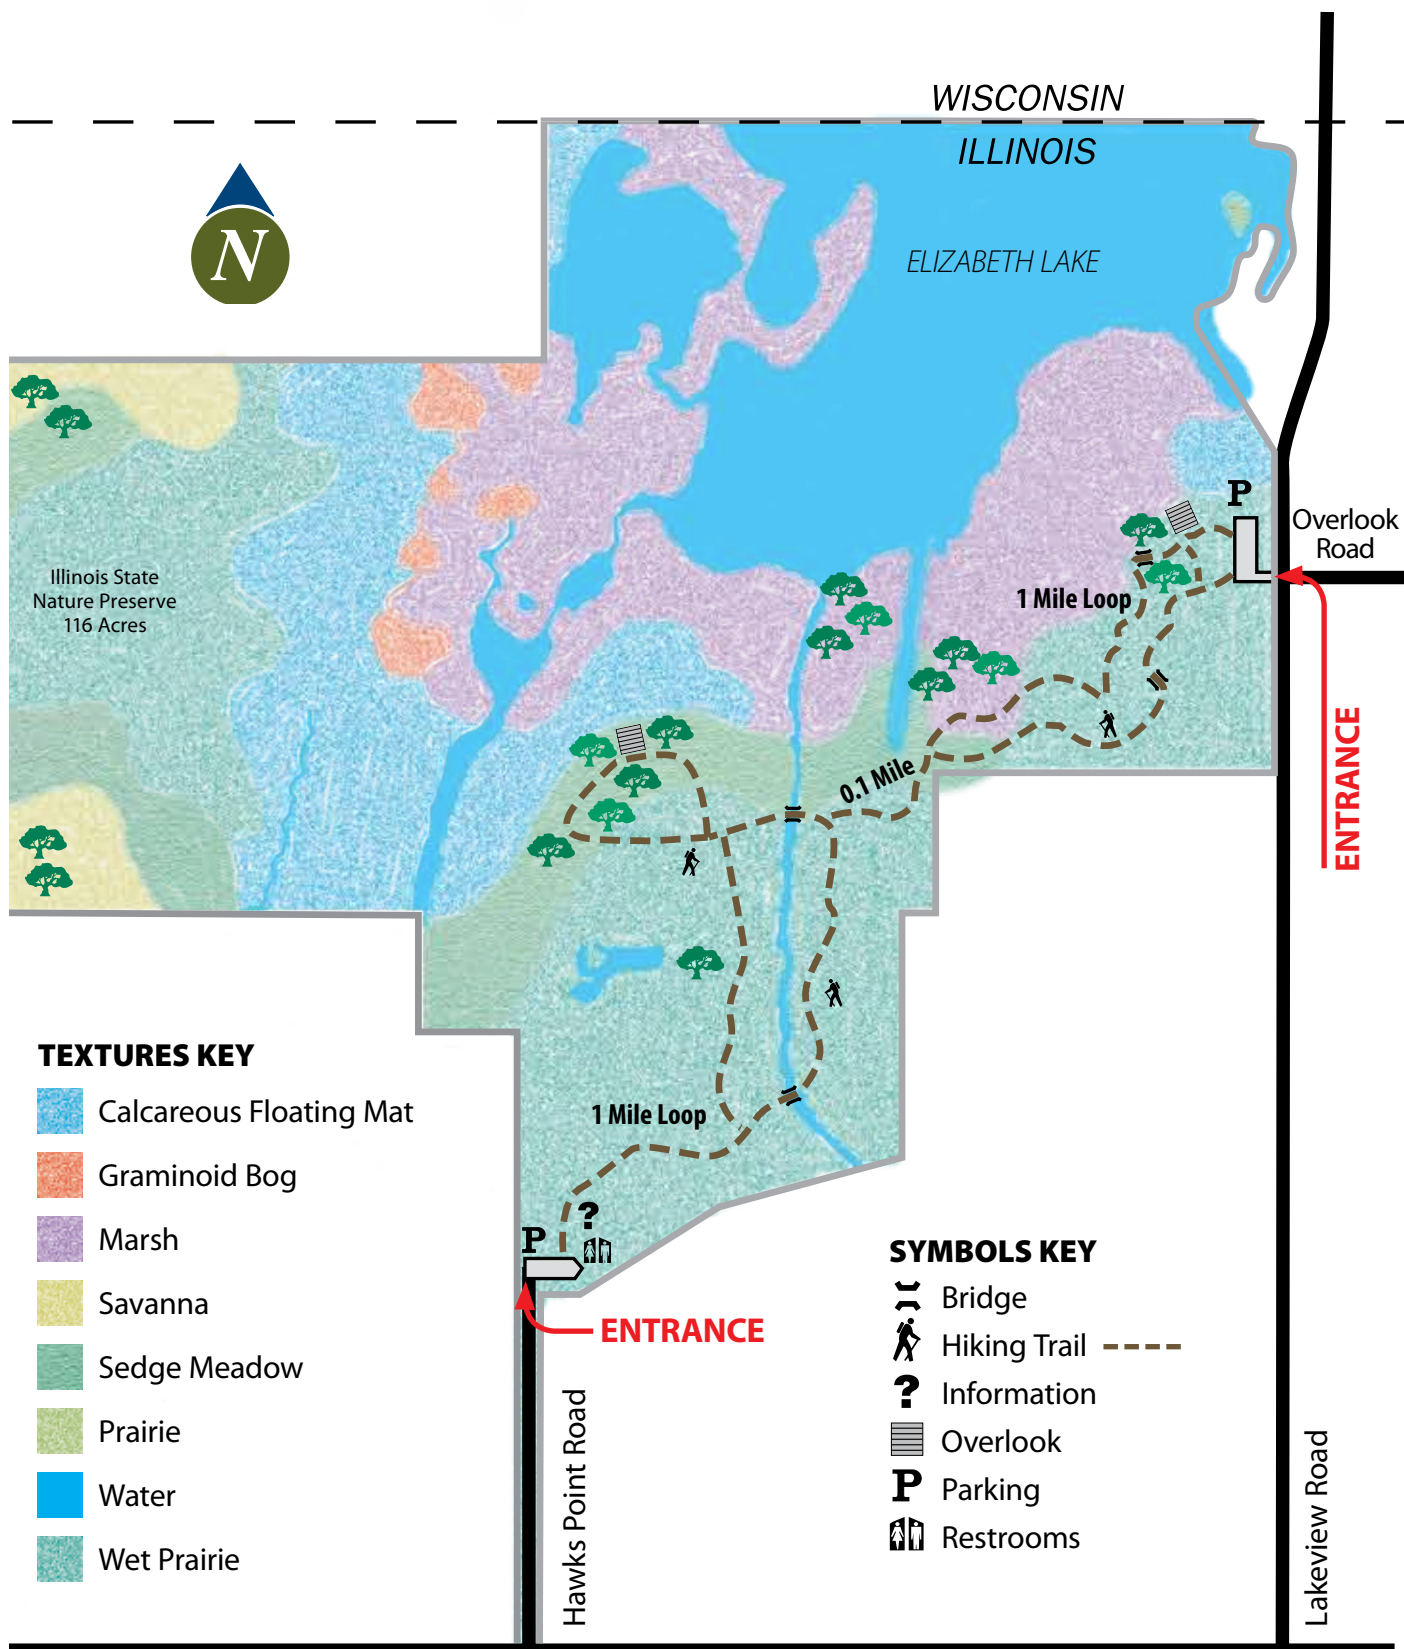 WISCONSIN
ILLINOIS
N
ELIZABETH LAKE
P
Overlook
Road
Illinois State
Nature Preserve
116 Acres
1 Mile Loop
ENTRANCE
0.1 Mile
1 Mile Loop
?
P
ENTRANCE
Hawks Point Road
Lakeview Road
TEXTURES KEY
Calcareous Floating Mat
Graminoid Bog
Marsh
Savanna
Sedge Meadow
Prairie
Water
Wet Prairie
SYMBOLS KEY
Bridge
Hiking Trail
? Information
Overlook
P Parking
Restrooms